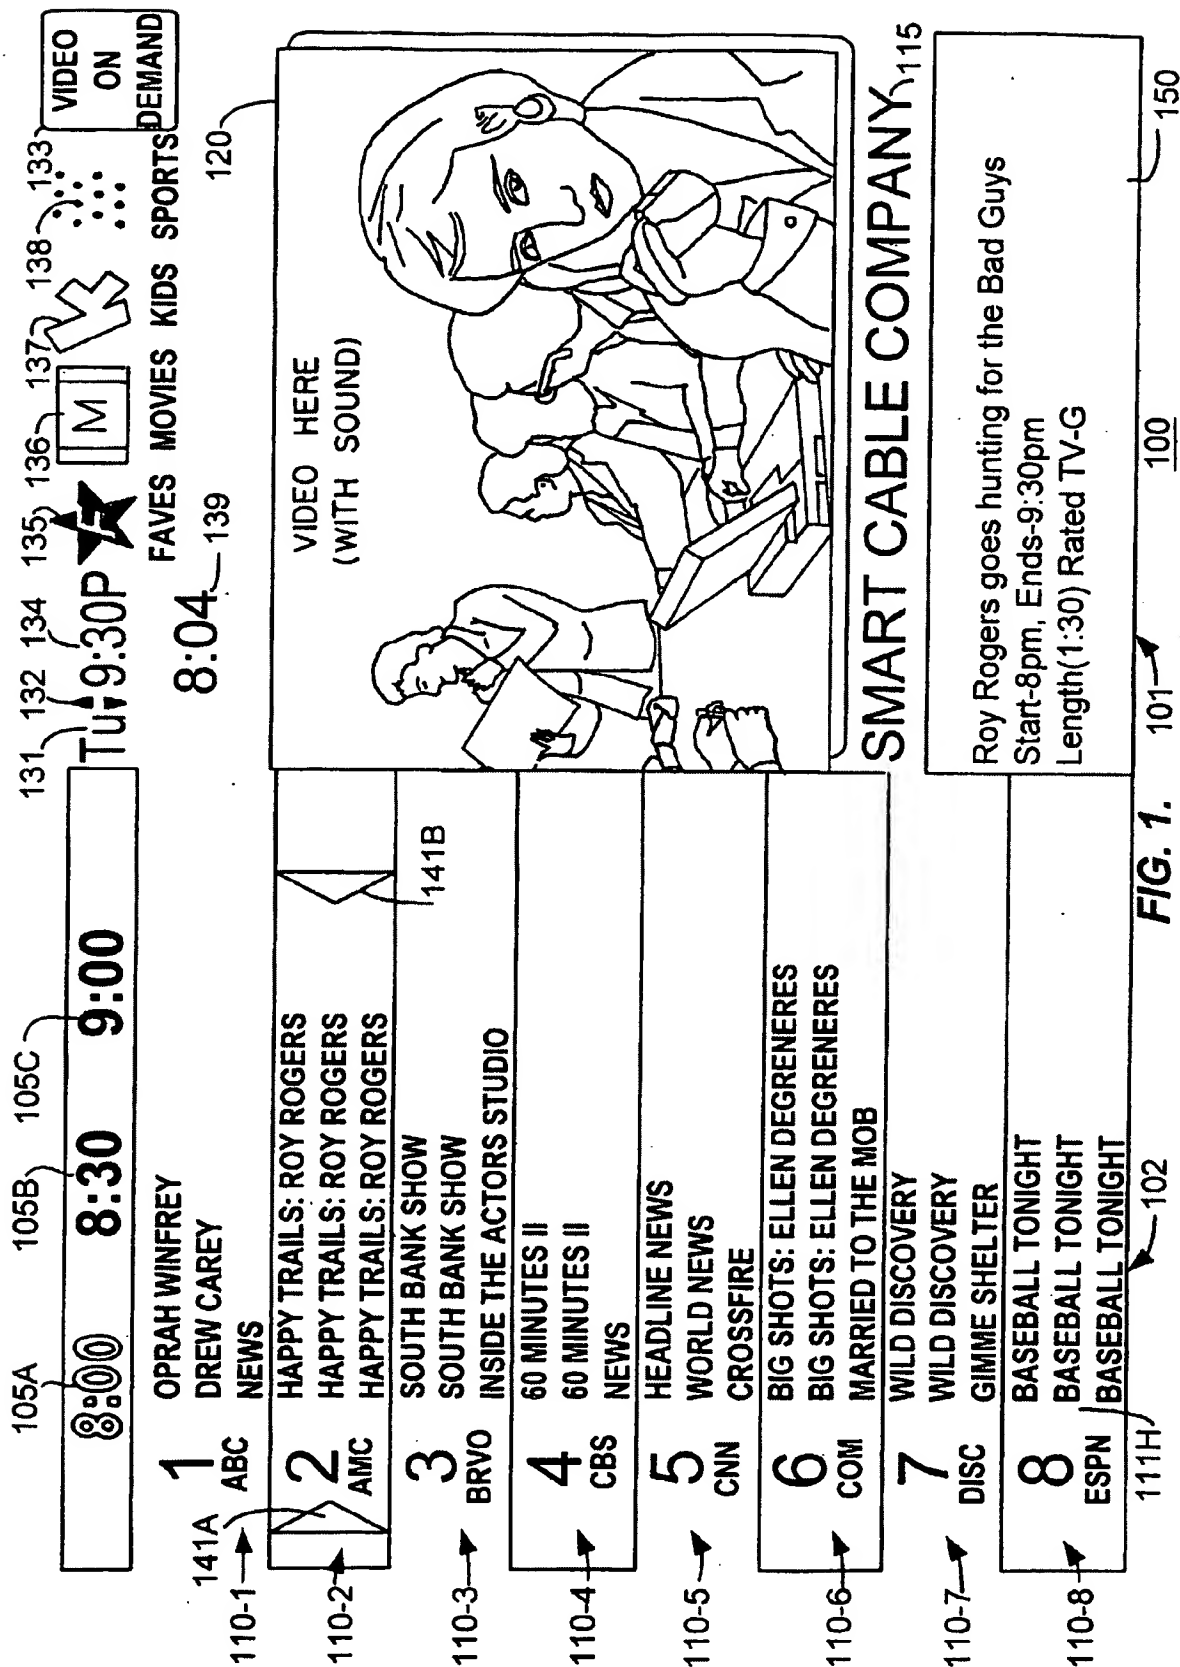 105A
105B
105C
131
132
134
135
136
137
138
133
8:00
8:30
9:00
Tu
9:30P
M
VIDEO
ON
DEMAND
FAVES
MOVIES
KIDS
SPORTS
8:04
139
120
1
ABC
OPRAH WINFREY
DREW CAREY
NEWS
141A
110-1
2
AMC
HAPPY TRAILS: ROY ROGERS
HAPPY TRAILS: ROY ROGERS
HAPPY TRAILS: ROY ROGERS
141B
110-2
3
BRVO
SOUTH BANK SHOW
SOUTH BANK SHOW
INSIDE THE ACTORS STUDIO
110-3
4
CBS
60 MINUTES II
60 MINUTES II
NEWS
110-4
5
CNN
HEADLINE NEWS
WORLD NEWS
CROSSFIRE
110-5
6
COM
BIG SHOTS: ELLEN DEGRENERES
BIG SHOTS: ELLEN DEGRENERES
MARRIED TO THE MOB
110-6
7
DISC
WILD DISCOVERY
WILD DISCOVERY
GIMME SHELTER
110-7
8
ESPN
BASEBALL TONIGHT
BASEBALL TONIGHT
BASEBALL TONIGHT
110-8
111H
102
VIDEO HERE
(WITH SOUND)
SMART CABLE COMPANY
115
Roy Rogers goes hunting for the Bad Guys
Start-8pm, Ends-9:30pm
Length(1:30) Rated TV-G
150
101
100
FIG. 1.